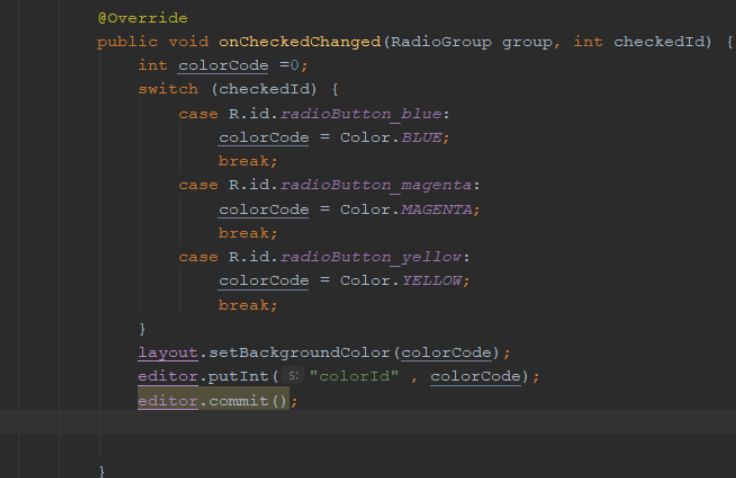 @Override
public void onCheckedChanged(RadioGroup group, int checkedId) {
int colorCode =0;
switch (checkedId) {
case R.id.radioButton_blue:
colorCode = Color.BLUE;
break;
case R.id.radioButton_magenta:
colorCode = Color.MAGENTA;
break;
case R.id.radioButton_yellow:
colorCode = Color.YELLOW;
break;
}
layout.setBackgroundColor(colorCode);
editor.putInt( s: "colorId" , colorCode);
editor.commit();
}